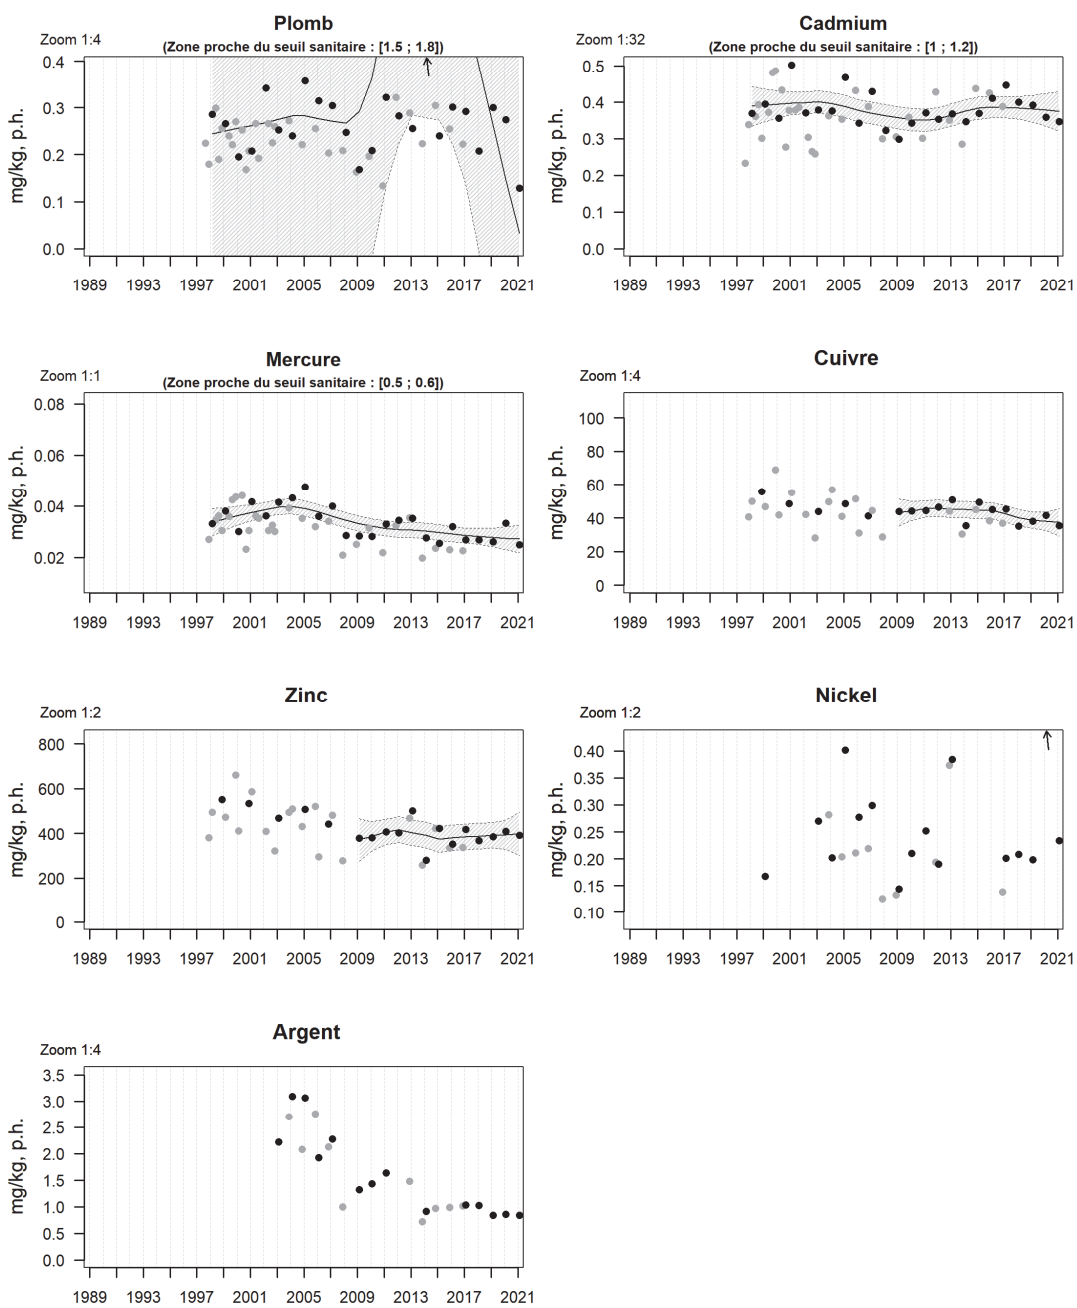 Plomb
Zoom 1:4
(Zone proche du seuil sanitaire : [1.5 ; 1.8])
mg/kg, p.h.
0.4
0.3
0.2
0.1
0.0
1989 1993 1997 2001 2005 2009 2013 2017 2021
Cadmium
Zoom 1:32
(Zone proche du seuil sanitaire : [1 ; 1.2])
mg/kg, p.h.
0.5
0.4
0.3
0.2
0.1
0.0
1989 1993 1997 2001 2005 2009 2013 2017 2021
Mercure
Zoom 1:1
(Zone proche du seuil sanitaire : [0.5 ; 0.6])
mg/kg, p.h.
0.08
0.06
0.04
0.02
1989 1993 1997 2001 2005 2009 2013 2017 2021
Cuivre
Zoom 1:4
mg/kg, p.h.
100
80
60
40
20
0
1989 1993 1997 2001 2005 2009 2013 2017 2021
Zinc
Zoom 1:2
mg/kg, p.h.
800
600
400
200
0
1989 1993 1997 2001 2005 2009 2013 2017 2021
Nickel
Zoom 1:2
mg/kg, p.h.
0.40
0.35
0.30
0.25
0.20
0.15
0.10
1989 1993 1997 2001 2005 2009 2013 2017 2021
Argent
Zoom 1:4
mg/kg, p.h.
3.5
3.0
2.5
2.0
1.5
1.0
0.5
0.0
1989 1993 1997 2001 2005 2009 2013 2017 2021